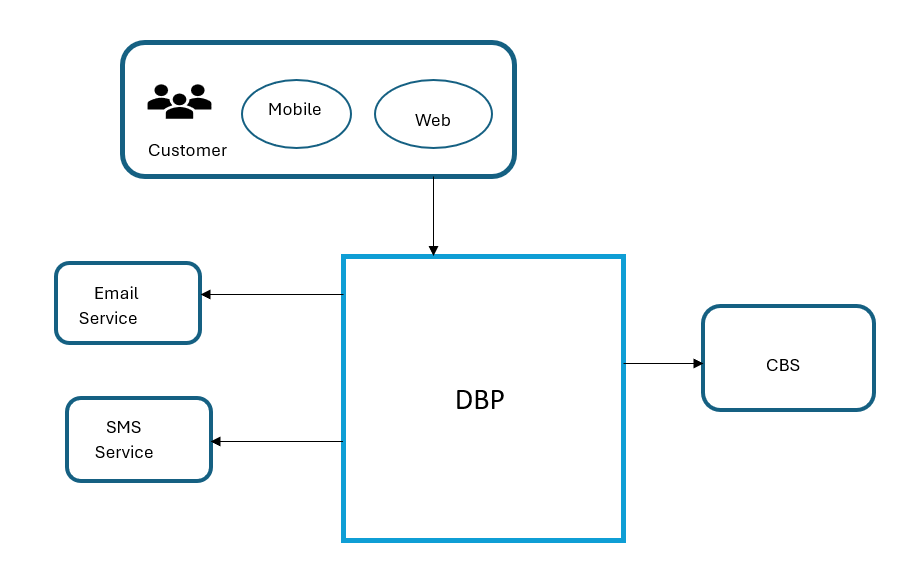 Mobile
Web
Customer
Email
Service
SMS
Service
DBP
CBS